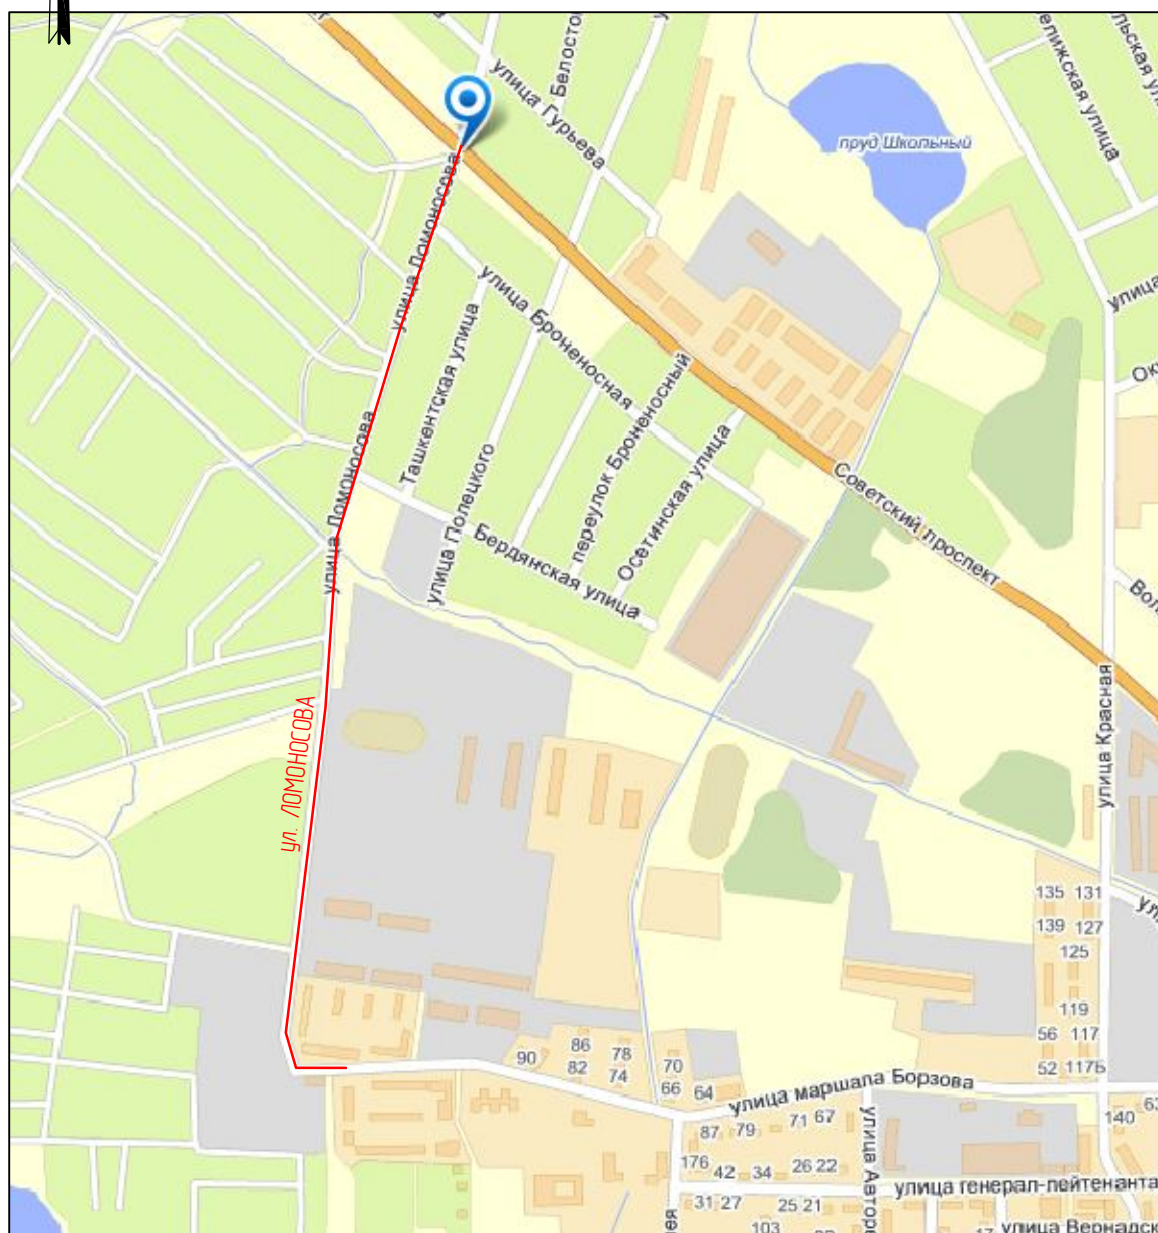 улица Гурьева
пруд Школьный
улица Ломоносова
улица Ломоносова
улица Ломоносова
улица Броненосная
Ташкентская улица
улица Полецкого
Бердянская улица
переулок Броненосный
Осетинская улица
Советский проспект
улица
улица Красная
ул. ЛОМОНОСОВА
135 131
139 127
125
119
56 117
52 117Б
90
86
82
78
74
70
66
64
улица маршала Борзова
87 79 71 67
140
176 42 34 26 22
31 27 25 21
103
улица генерал-лейтенанта